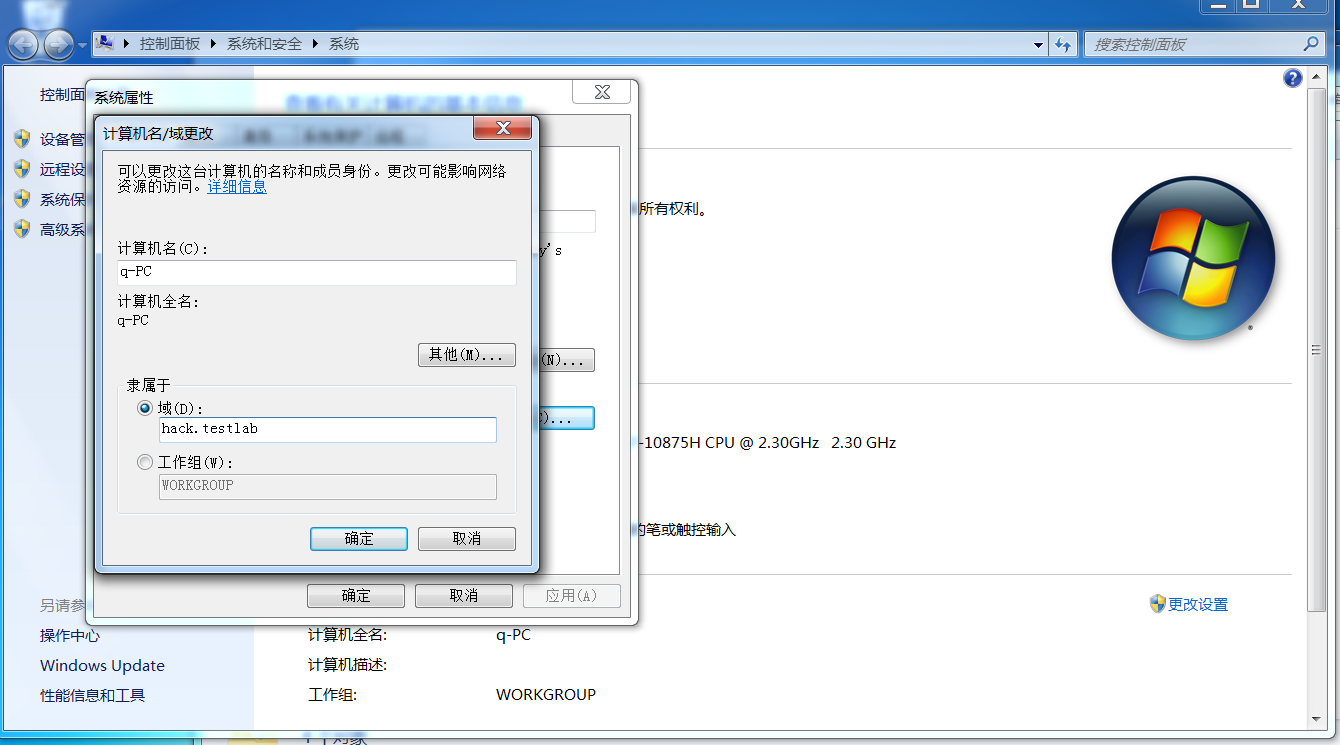 控制面板 系统和安全 系统
搜索控制面板
控制面
系统属性
设备管
远程设
系统保
高级系
计算机名/域更改
可以更改这台计算机的名称和成员身份。更改可能影响网络
资源的访问。详细信息
计算机名(C):
q-PC
计算机全名:
q-PC
其他(M)...
隶属于
域(D):
hack.testlab
工作组(W):
WORKGROUP
确定 取消
y's
(N)...
)...
确定 取消 应用(A)
所有权利。
-10875H CPU @ 2.30GHz 2.30 GHz
的笔或触控输入
更改设置
另请参
操作中心
Windows Update
性能信息和工具
计算机全名: q-PC
计算机描述:
工作组: WORKGROUP